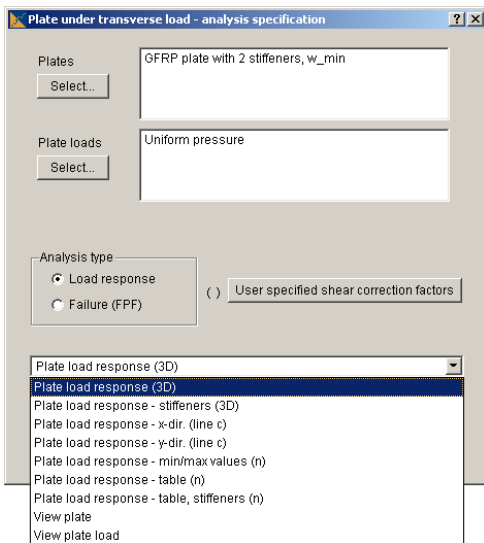 Plate under transverse load - analysis specification
Plates
GFRP plate with 2 stiffeners, w_min
Select...
Plate loads
Uniform pressure
Select...
Analysis type
Load response
Failure (FPF)
( ) User specified shear correction factors
Plate load response (3D)
Plate load response (3D)
Plate load response - stiffeners (3D)
Plate load response - x-dir. (line c)
Plate load response - y-dir. (line c)
Plate load response - min/max values (n)
Plate load response - table (n)
Plate load response - table, stiffeners (n)
View plate
View plate load